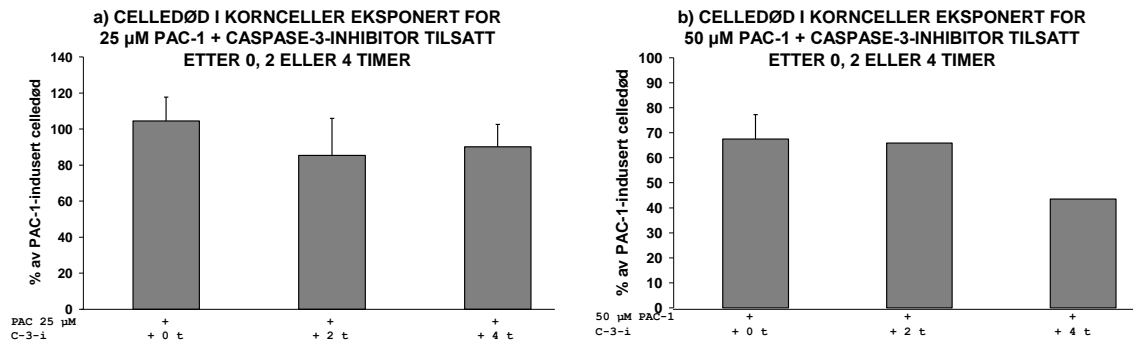 a) CELLEDØD I KORNCELLER EKSPONERT FOR
25 µM PAC-1 + CASPASE-3-INHIBITOR TILSATT
ETTER 0, 2 ELLER 4 TIMER
140
120
100
80
60
40
20
0
% av PAC-1-indusert celledød
PAC 25 µM + + +
C-3-i + 0 t + 2 t + 4 t
b) CELLEDØD I KORNCELLER EKSPONERT FOR
50 µM PAC-1 + CASPASE-3-INHIBITOR TILSATT
ETTER 0, 2 ELLER 4 TIMER
100
90
80
70
60
50
40
30
20
10
0
% av PAC-1-indusert celledød
50 µM PAC-1 + + +
C-3-i + 0 t + 2 t + 4 t